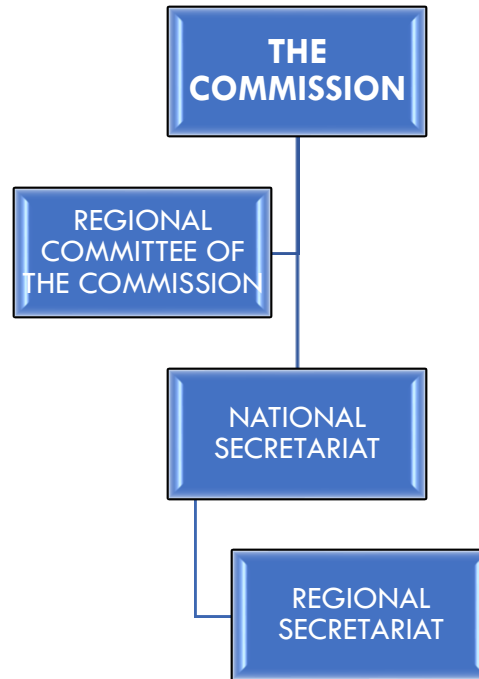 THE
COMMISSION
REGIONAL
COMMITTEE OF
THE COMMISSION
NATIONAL
SECRETARIAT
REGIONAL
SECRETARIAT